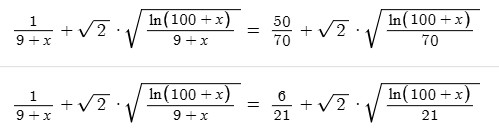 1/(9+x) + √2 · √(ln(100+x)/(9+x)) = 50/70 + √2 · √(ln(100+x)/70)
1/(9+x) + √2 · √(ln(100+x)/(9+x)) = 6/21 + √2 · √(ln(100+x)/21)